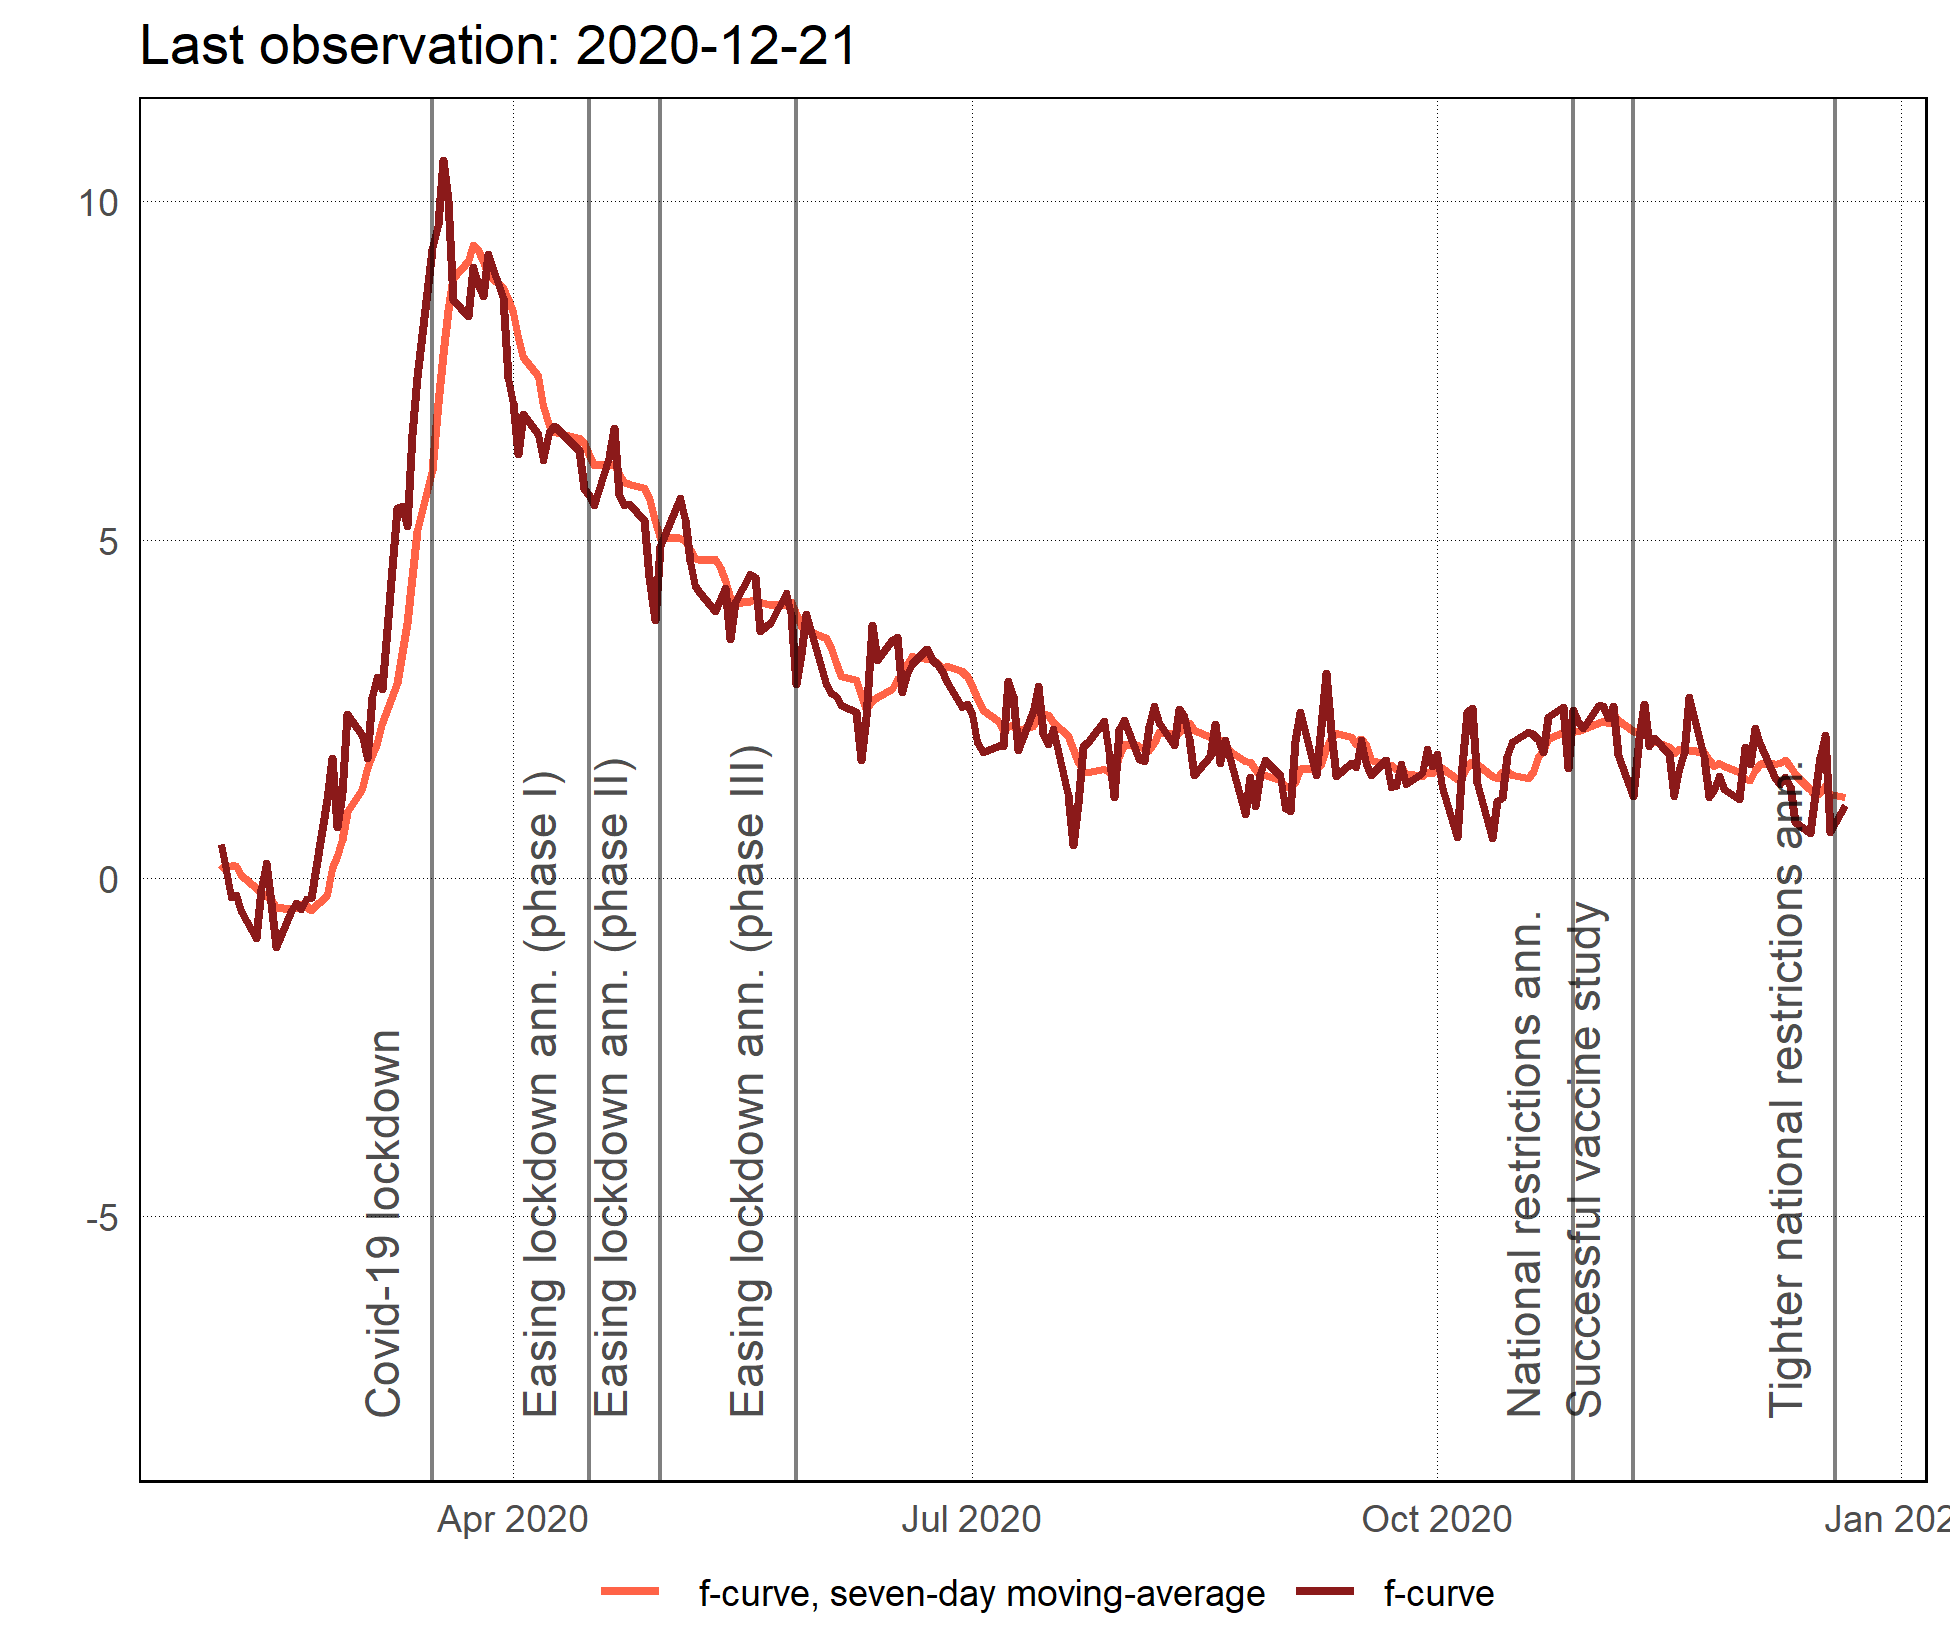 Last observation: 2020-12-21
10
5
0
-5
Covid-19 lockdown
Easing lockdown ann. (phase I)
Easing lockdown ann. (phase II)
Easing lockdown ann. (phase III)
National restrictions ann.
Successful vaccine study
Tighter national restrictions ann.
Apr 2020
Jul 2020
Oct 2020
Jan 202
f-curve, seven-day moving-average
f-curve